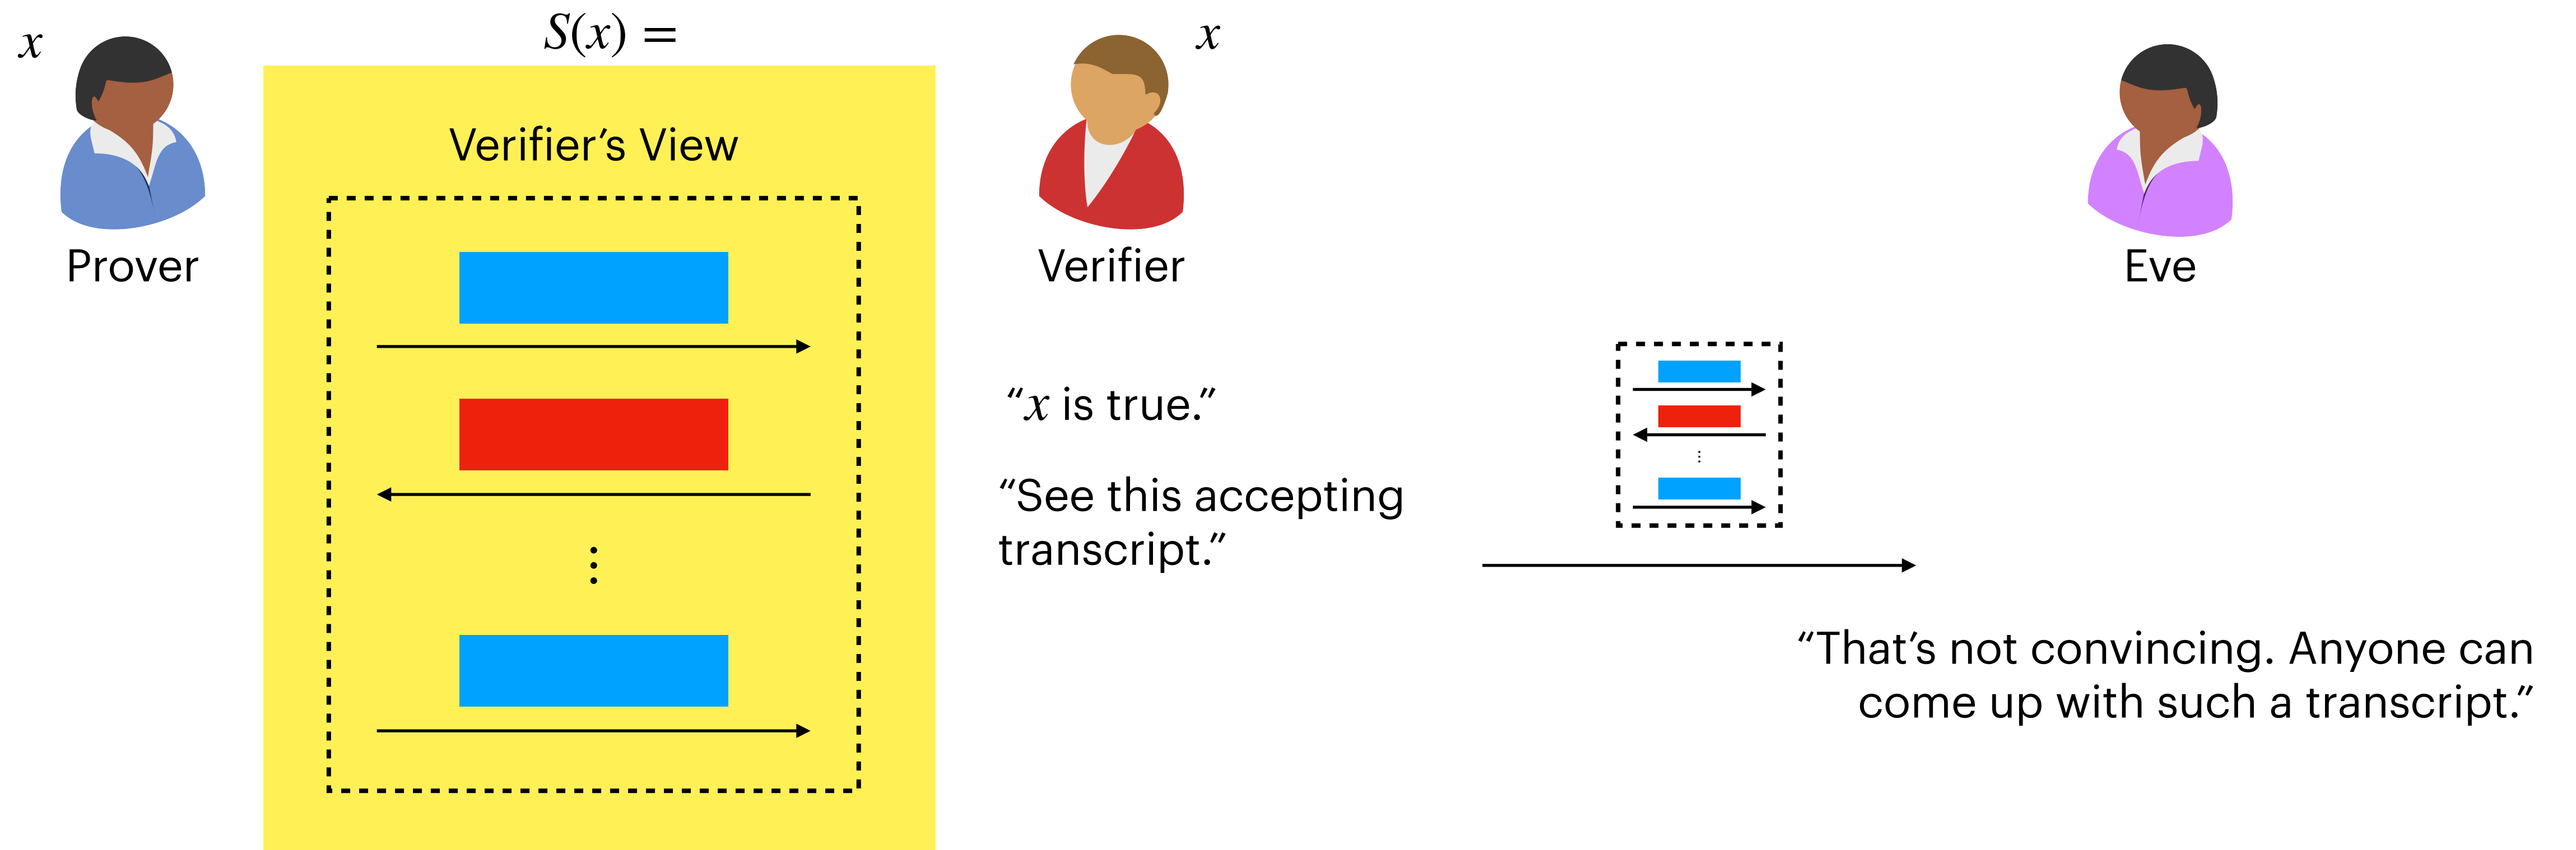 x
S(x) =
x
Verifier’s View
Prover
Verifier
Eve
“x is true.”
“See this accepting
transcript.”
“That’s not convincing. Anyone can
come up with such a transcript.”